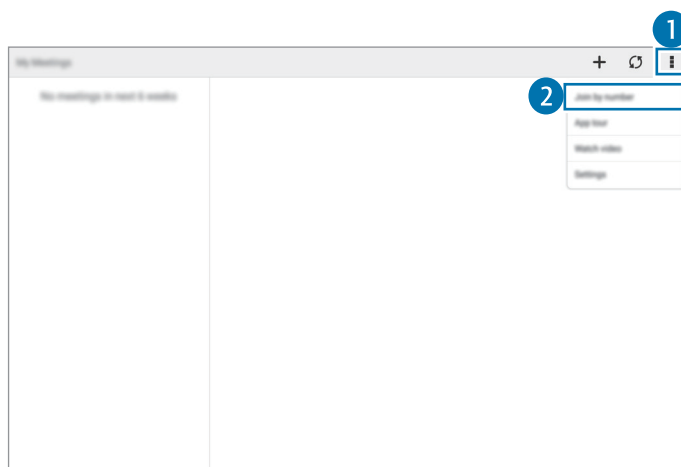 1
My Meetings
2
No meetings in next 6 weeks
Join by number
App tour
Watch video
Settings